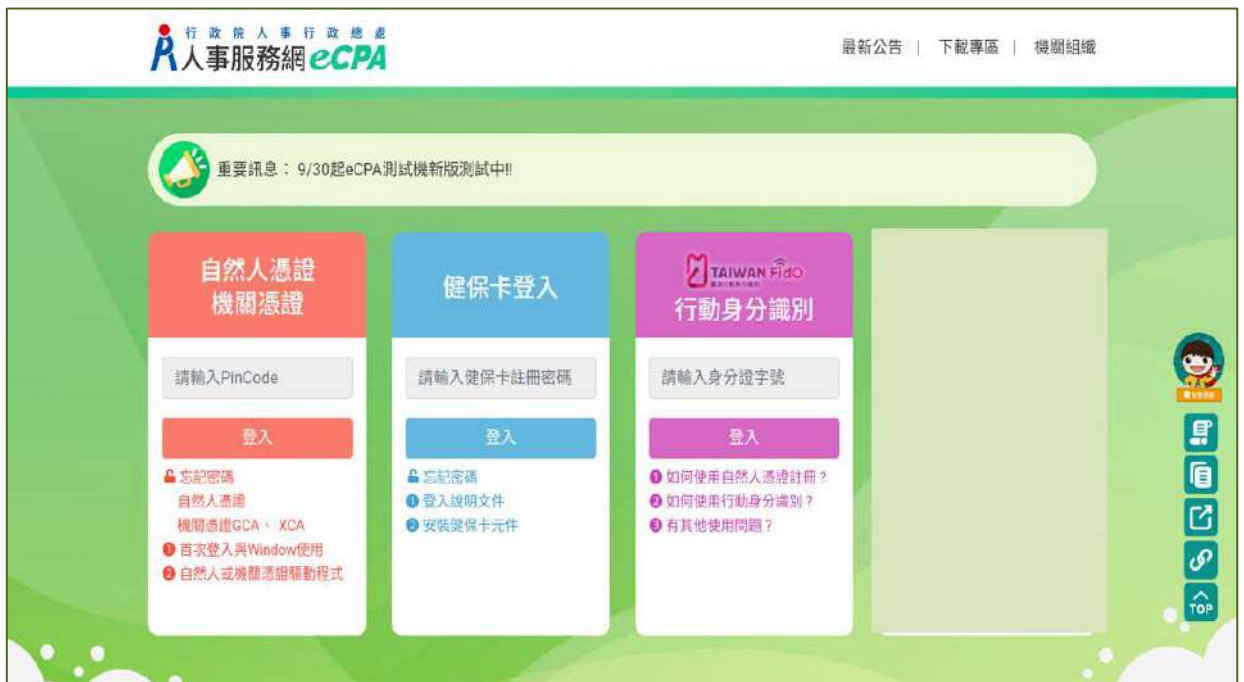 行政院人事行政總處
人事服務網eCPA
最新公告 | 下載專區 | 機關組織
重要訊息：9/30起eCPA測試機新版測試中!!
自然人憑證
機關憑證
請輸入PinCode
登入
忘記密碼
自然人憑證
機關憑證GCA、XCA
1 首次登入與Window使用
2 自然人或機關憑證驅動程式
健保卡登入
請輸入健保卡註冊密碼
登入
忘記密碼
1 登入說明文件
2 安裝健保卡元件
TAIWAN FidO
行動身分識別
請輸入身分證字號
登入
1 如何使用自然人憑證註冊？
2 如何使用行動身分識別？
3 有其他使用問題？
TOP